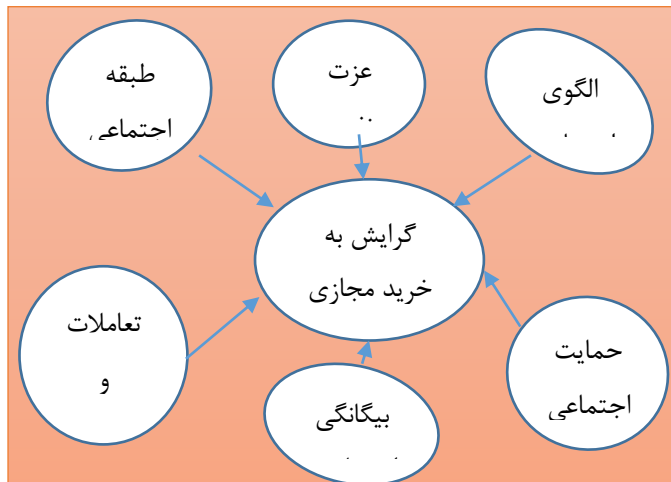 الگوی
عزت
طبقه
اجتماعی
گرایش به
خرید مجازی
حمایت
اجتماعی
تعاملات
و
بیگانگی